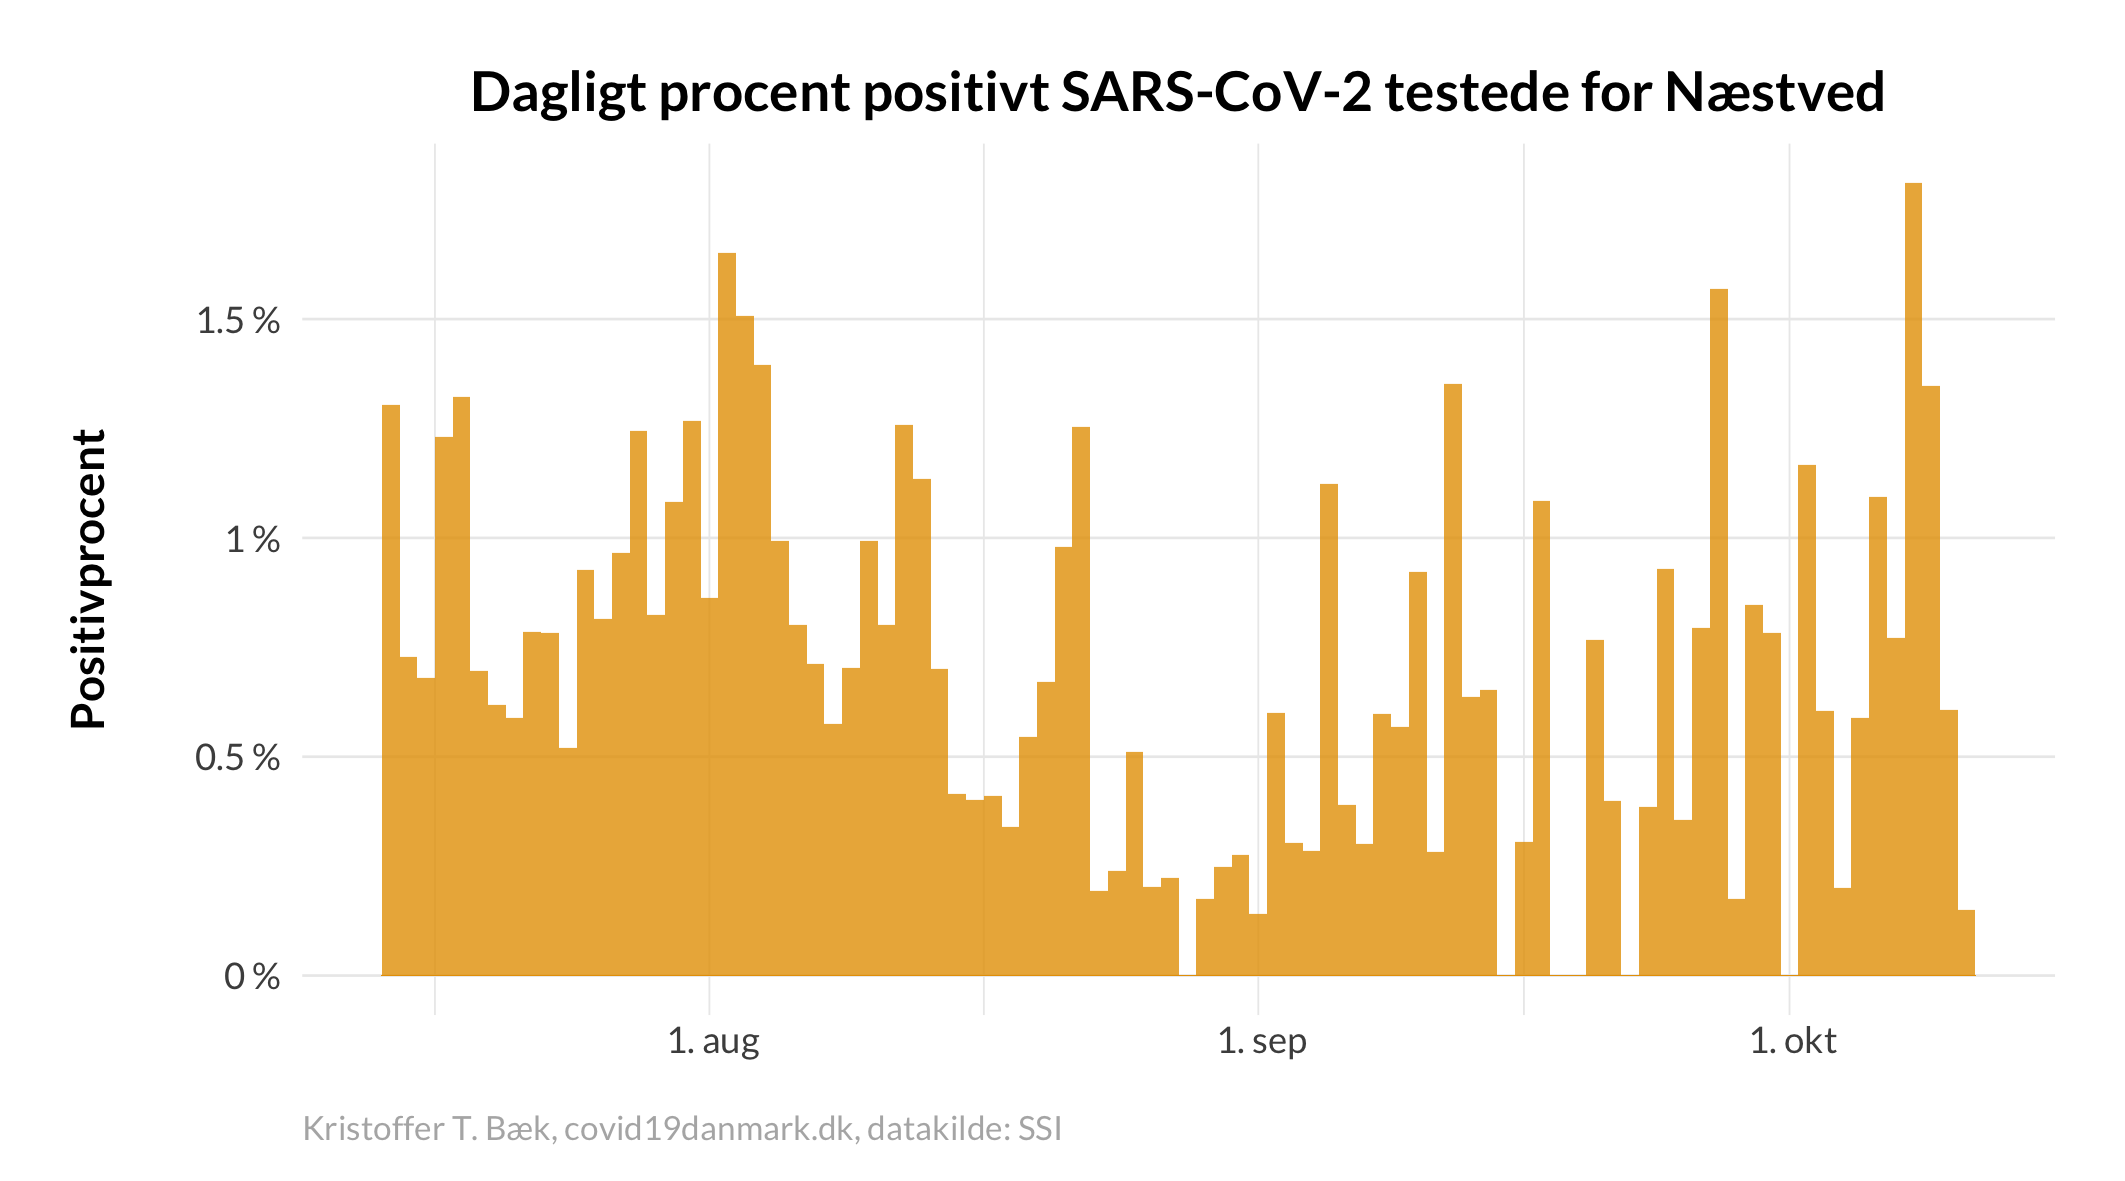 Dagligt procent positivt SARS-CoV-2 testede for Næstved
Positivprocent
1.5 %
1 %
0.5 %
0 %
1. aug
1. sep
1. okt
Kristoffer T. Bæk, covid19danmark.dk, datakilde: SSI